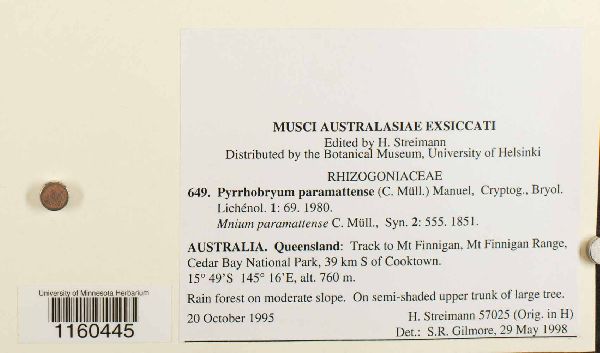 MUSCI AUSTRALASIAE EXSICCATI
Edited by H. Streimann
Distributed by the Botanical Museum, University of Helsinki
RHIZOGONIACEAE
649. Pyrrhobryum paramattense (C. Müll.) Manuel, Cryptog., Bryol.
Lichénol. 1: 69. 1980.
Mnium paramattense C. Müll., Syn. 2: 555. 1851.
AUSTRALIA. Queensland: Track to Mt Finnigan, Mt Finnigan Range,
Cedar Bay National Park, 39 km S of Cooktown.
15° 49'S 145° 16'E, alt. 760 m.
Rain forest on moderate slope. On semi-shaded upper trunk of large tree.
20 October 1995 H. Streimann 57025 (Orig. in H)
Det.: S.R. Gilmore, 29 May 1998
University of Minnesota Herbarium
1160445